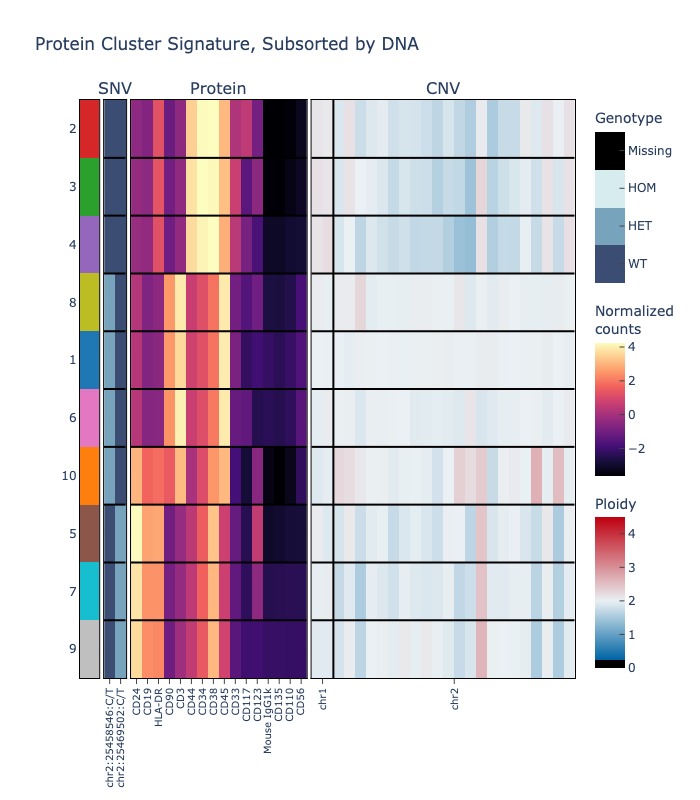 Protein Cluster Signature, Subsorted by DNA
SNV
Protein
CNV
2
3
4
8
1
6
10
5
7
9
chr2:25458546:C/T
chr2:25469502:C/T
CD24
CD19
HLA-DR
CD90
CD3
CD44
CD34
CD38
CD45
CD33
CD117
CD123
Mouse IgG1k
CD135
CD110
CD56
chr1
chr2
Genotype
Missing
HOM
HET
WT
Normalized
counts
4
2
0
−2
Ploidy
4
3
2
1
0